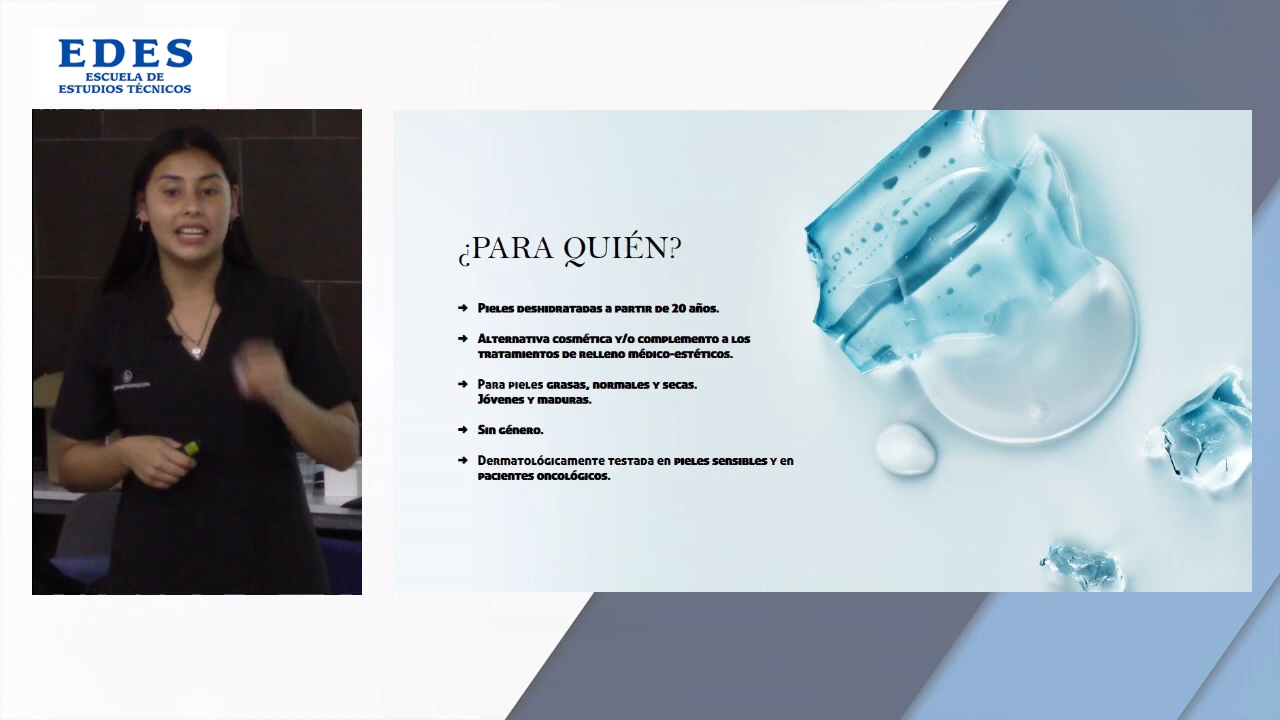 EDES
ESCUELA DE
ESTUDIOS TÉCNICOS
¿PARA QUIÉN?
➜ Pieles deshidratadas a partir de 20 años.
➜ Alternativa cosmética y/o complemento a los
tratamientos de relleno médico-estéticos.
➜ Para pieles grasas, normales y secas.
Jóvenes y maduras.
➜ Sin género.
➜ Dermatológicamente testada en pieles sensibles y en
pacientes oncológicos.